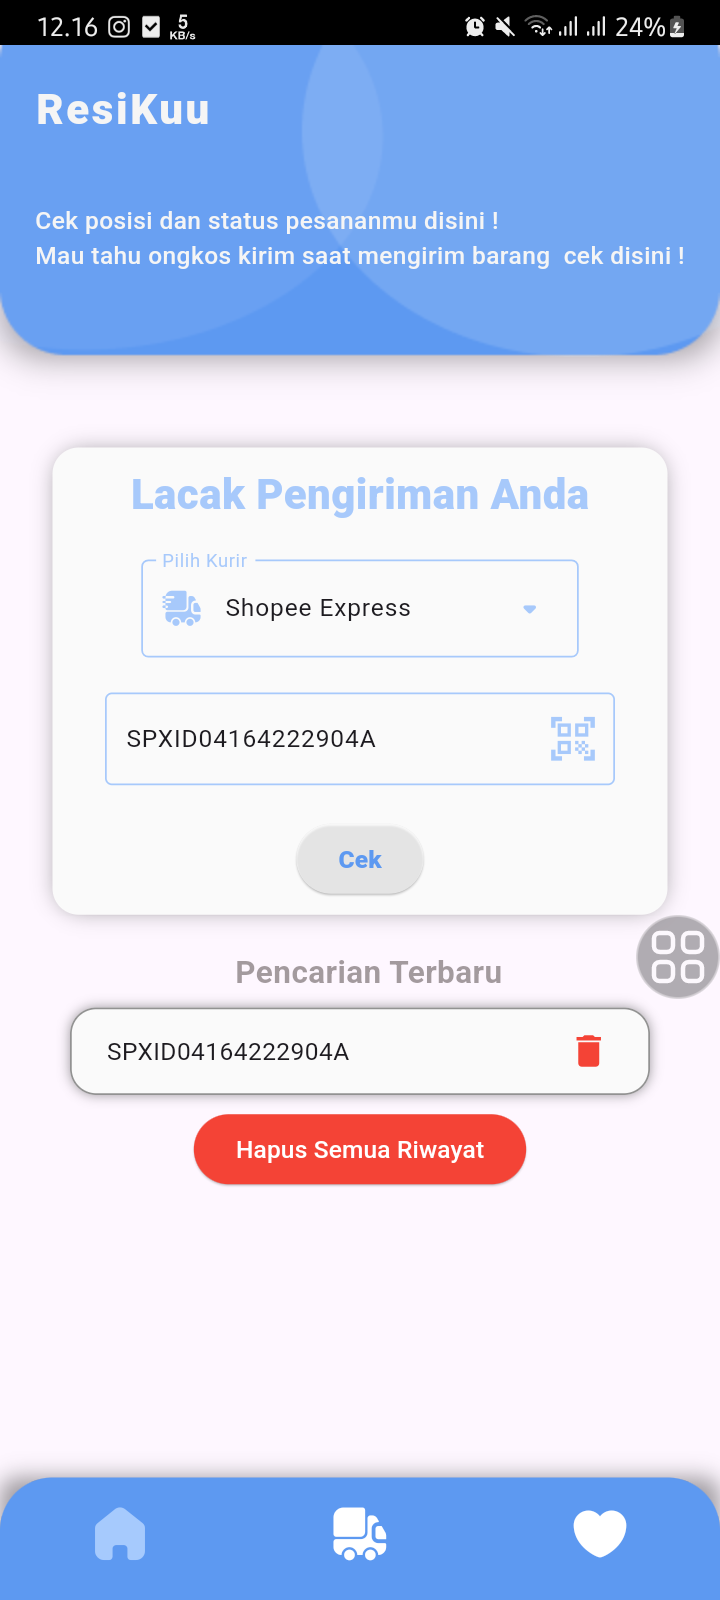 12.16
5
KB/s
24%
ResiKuu
Cek posisi dan status pesananmu disini !
Mau tahu ongkos kirim saat mengirim barang  cek disini !
Lacak Pengiriman Anda
Pilih Kurir
Shopee Express
SPXID04164222904A
Cek
Pencarian Terbaru
SPXID04164222904A
Hapus Semua Riwayat